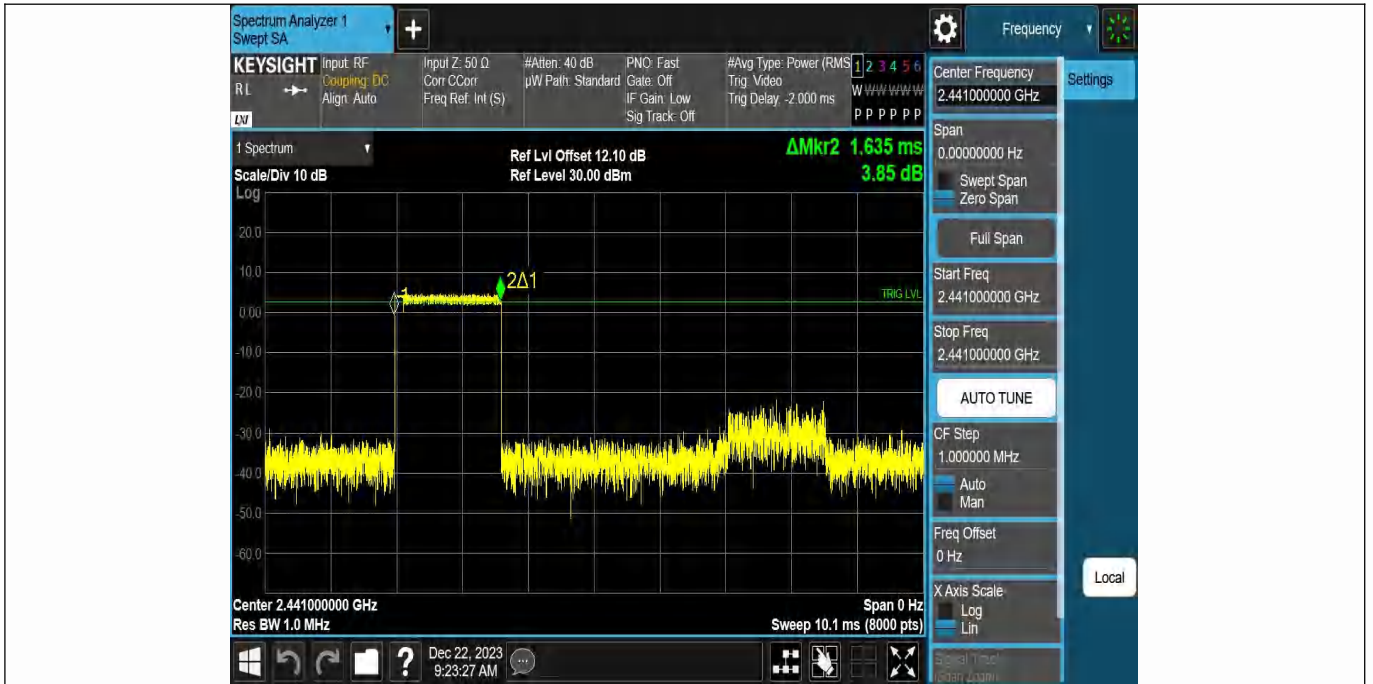 Spectrum Analyzer 1
Swept SA
+
Frequency
KEYSIGHT
R L
LXI
Input: RF
Coupling: DC
Align: Auto
Input Z: 50 Ω
Corr CCorr
Freq Ref: Int (S)
#Atten: 40 dB
µW Path: Standard
PNO: Fast
Gate: Off
IF Gain: Low
Sig Track: Off
#Avg Type: Power (RMS
Trig: Video
Trig Delay: -2.000 ms
1 2 3 4 5 6
W W W W W W
P P P P P P
1 Spectrum
Scale/Div 10 dB
Ref Lvl Offset 12.10 dB
Ref Level 30.00 dBm
ΔMkr2 1.635 ms
3.85 dB
Log
20.0
10.0
0.00
-10.0
-20.0
-30.0
-40.0
-50.0
-60.0
1
2Δ1
TRIG LVL
Center 2.441000000 GHz
Res BW 1.0 MHz
Span 0 Hz
Sweep 10.1 ms (8000 pts)
Center Frequency
2.441000000 GHz
Settings
Span
0.00000000 Hz
Swept Span
Zero Span
Full Span
Start Freq
2.441000000 GHz
Stop Freq
2.441000000 GHz
AUTO TUNE
CF Step
1.000000 MHz
Auto
Man
Freq Offset
0 Hz
X Axis Scale
Log
Lin
Signal Track
(Span Zoom)
Local
?
Dec 22, 2023
9:23:27 AM